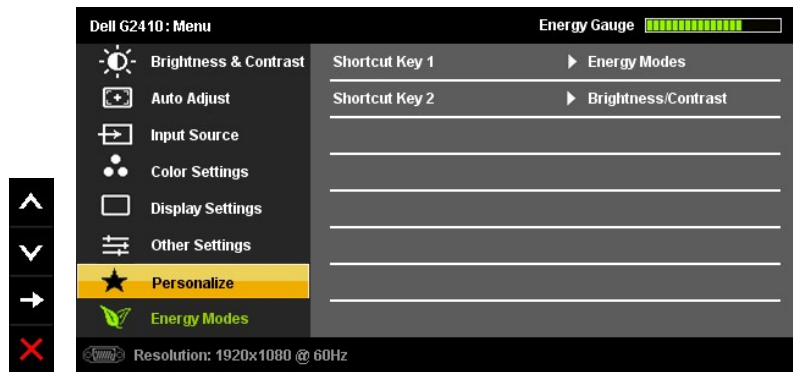 Dell G2410 : Menu Energy Gauge
Brightness & Contrast Shortcut Key 1 Energy Modes
Auto Adjust Shortcut Key 2 Brightness/Contrast
Input Source
Color Settings
Display Settings
Other Settings
Personalize
Energy Modes
Resolution: 1920x1080 @ 60Hz